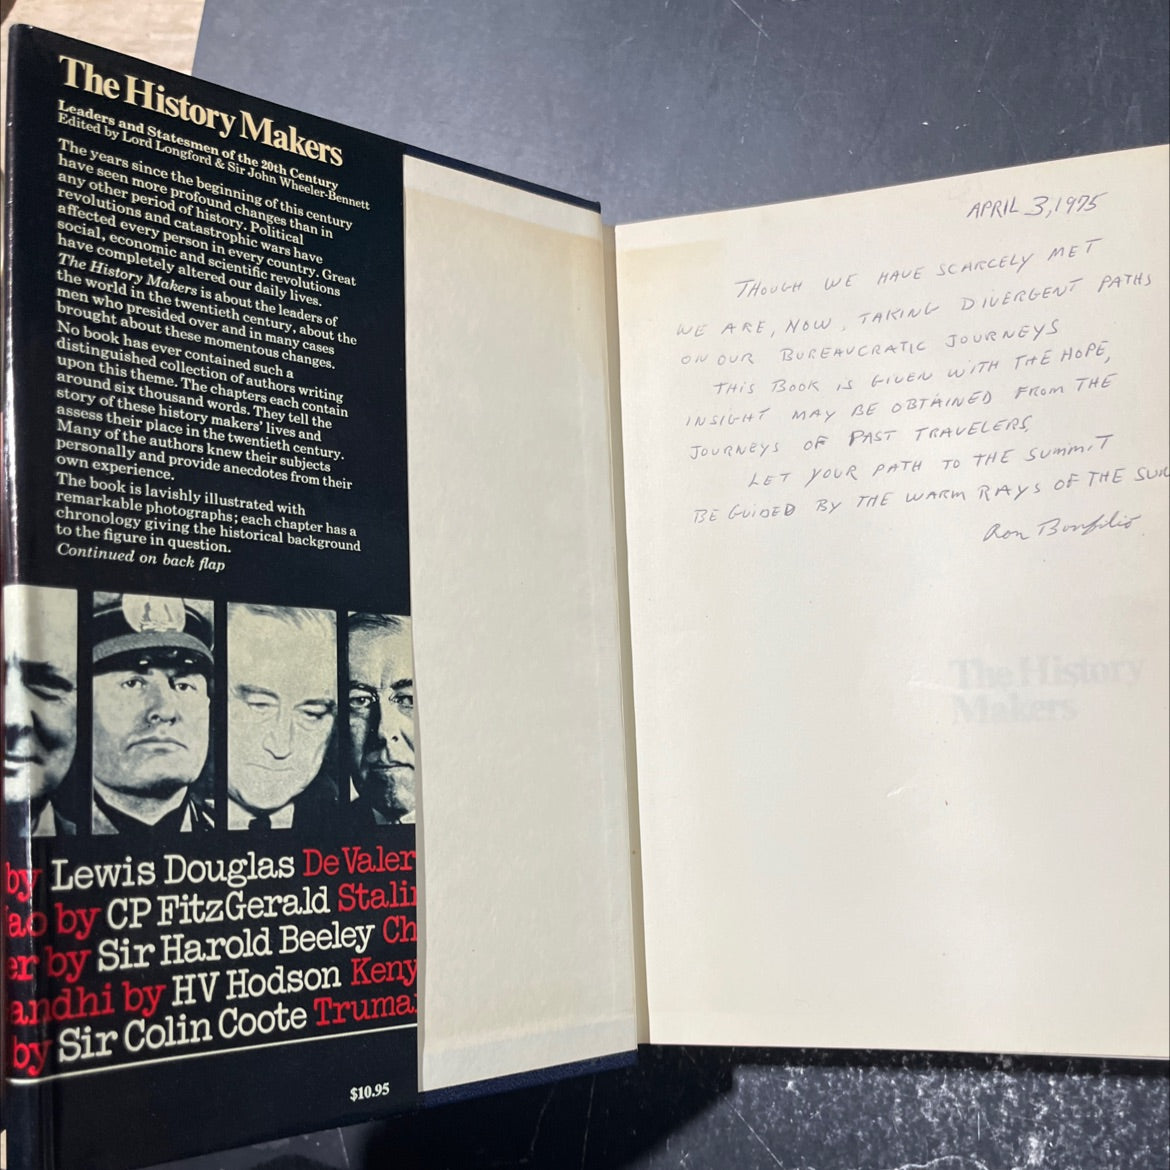 The History Makers
Leaders and Statesmen of the 20th Century
Edited by Lord Longford & Sir John Wheeler-Bennett
The years since the beginning of this century
have seen more profound changes than in
any other period of history. Political
revolutions and catastrophic wars have
affected every person in every country. Great
social, economic and scientific revolutions
have completely altered our daily lives.
The History Makers is about the leaders of
the world in the twentieth century, about the
men who presided over and in many cases
brought about these momentous changes.
No book has ever contained such a
distinguished collection of authors writing
upon this theme. The chapters each contain
around six thousand words. They tell the
story of these history makers' lives and
assess their place in the twentieth century.
Many of the authors knew their subjects
personally and provide anecdotes from their
own experience.
The book is lavishly illustrated with
remarkable photographs; each chapter has a
chronology giving the historical background
to the figure in question.
Continued on back flap
by Lewis Douglas De Valer
ao by CP FitzGerald Stali
er by Sir Harold Beeley Ch
andhi by HV Hodson Keny
by Sir Colin Coote Truma
$10.95
APRIL 3, 1975
THOUGH WE HAVE SCARCELY MET
WE ARE, NOW, TAKING DIVERGENT PATHS
ON OUR BUREAUCRATIC JOURNEYS
THIS BOOK IS GIVEN WITH THE HOPE,
INSIGHT MAY BE OBTAINED FROM THE
JOURNEYS OF PAST TRAVELERS
LET YOUR PATH TO THE SUMMIT
BE GUIDED BY THE WARM RAYS OF THE SUN
Ron Bonfilio
The History
Makers